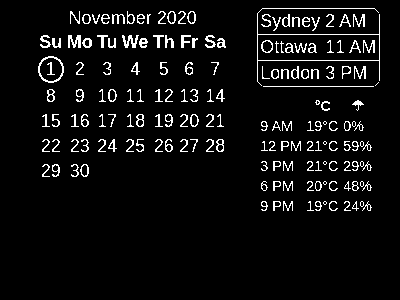 November 2020
Su Mo Tu We Th Fr Sa
1 2 3 4 5 6 7
8 9 10 11 12 13 14
15 16 17 18 19 20 21
22 23 24 25 26 27 28
29 30
Sydney 2 AM
Ottawa 11 AM
London 3 PM
°C ☂
9 AM 19°C 0%
12 PM 21°C 59%
3 PM 21°C 29%
6 PM 20°C 48%
9 PM 19°C 24%